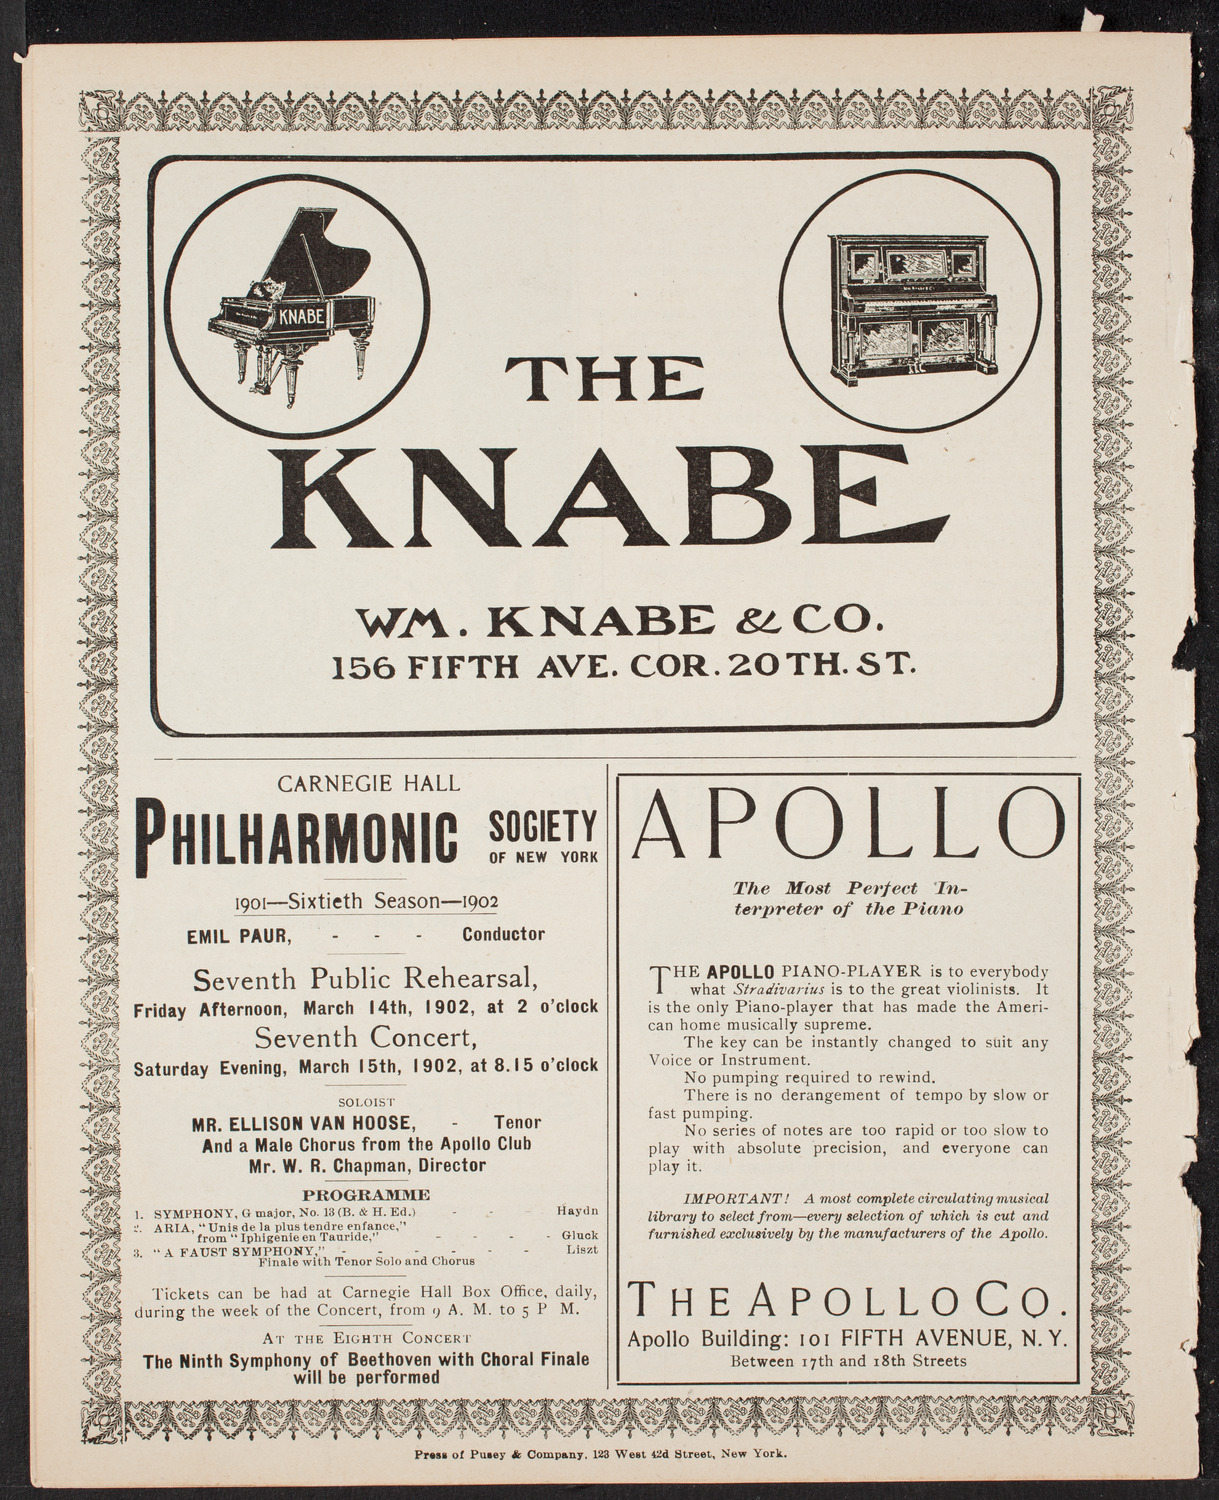 KNABE
THE
KNABE
WM. KNABE & CO.
156 FIFTH AVE. COR. 20TH. ST.
CARNEGIE HALL
PHILHARMONIC SOCIETY
OF NEW YORK
1901—Sixtieth Season—1902
EMIL PAUR, - - - Conductor
Seventh Public Rehearsal,
Friday Afternoon, March 14th, 1902, at 2 o'clock
Seventh Concert,
Saturday Evening, March 15th, 1902, at 8.15 o'clock
SOLOIST
MR. ELLISON VAN HOOSE, - Tenor
And a Male Chorus from the Apollo Club
Mr. W. R. Chapman, Director
PROGRAMME
1. SYMPHONY, G major, No. 13 (B. & H. Ed.) - - Haydn
2. ARIA, "Unis de la plus tendre enfance,"
from "Iphigenie en Tauride," - - - - Gluck
3. "A FAUST SYMPHONY," - - - - - - Liszt
Finale with Tenor Solo and Chorus
Tickets can be had at Carnegie Hall Box Office, daily,
during the week of the Concert, from 9 A. M. to 5 P M.
AT THE EIGHTH CONCERT
The Ninth Symphony of Beethoven with Choral Finale
will be performed
APOLLO
The Most Perfect In-
terpreter of the Piano
THE APOLLO PIANO-PLAYER is to everybody
what Stradivarius is to the great violinists. It
is the only Piano-player that has made the Ameri-
can home musically supreme.
The key can be instantly changed to suit any
Voice or Instrument.
No pumping required to rewind.
There is no derangement of tempo by slow or
fast pumping.
No series of notes are too rapid or too slow to
play with absolute precision, and everyone can
play it.
IMPORTANT! A most complete circulating musical
library to select from—every selection of which is cut and
furnished exclusively by the manufacturers of the Apollo.
THE APOLLO CO.
Apollo Building: 101 FIFTH AVENUE, N. Y.
Between 17th and 18th Streets
Press of Pusey & Company, 123 West 42d Street, New York.